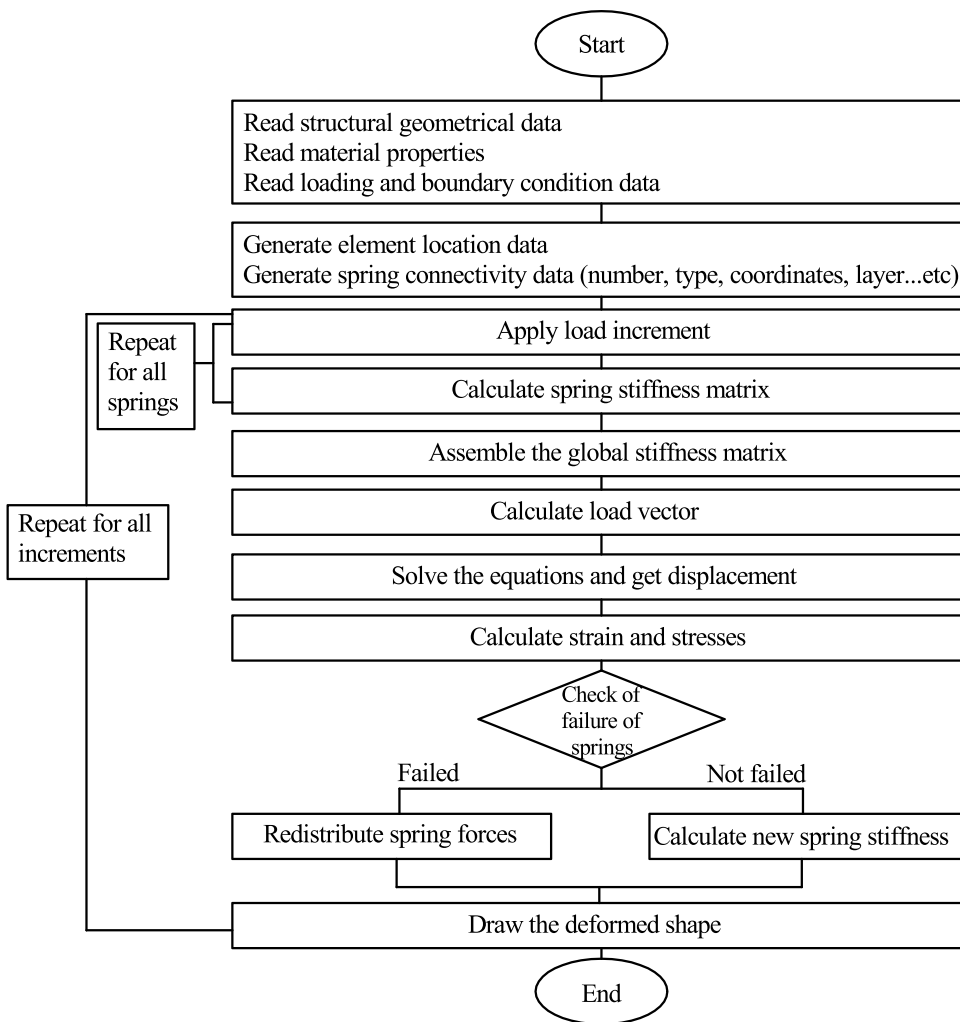 Start
Read structural geometrical data
Read material properties
Read loading and boundary condition data
Generate element location data
Generate spring connectivity data (number, type, coordinates, layer...etc)
Apply load increment
Repeat
for all
springs
Calculate spring stiffness matrix
Assemble the global stiffness matrix
Calculate load vector
Repeat for all
increments
Solve the equations and get displacement
Calculate strain and stresses
Check of
failure of
springs
Failed
Not failed
Redistribute spring forces
Calculate new spring stiffness
Draw the deformed shape
End